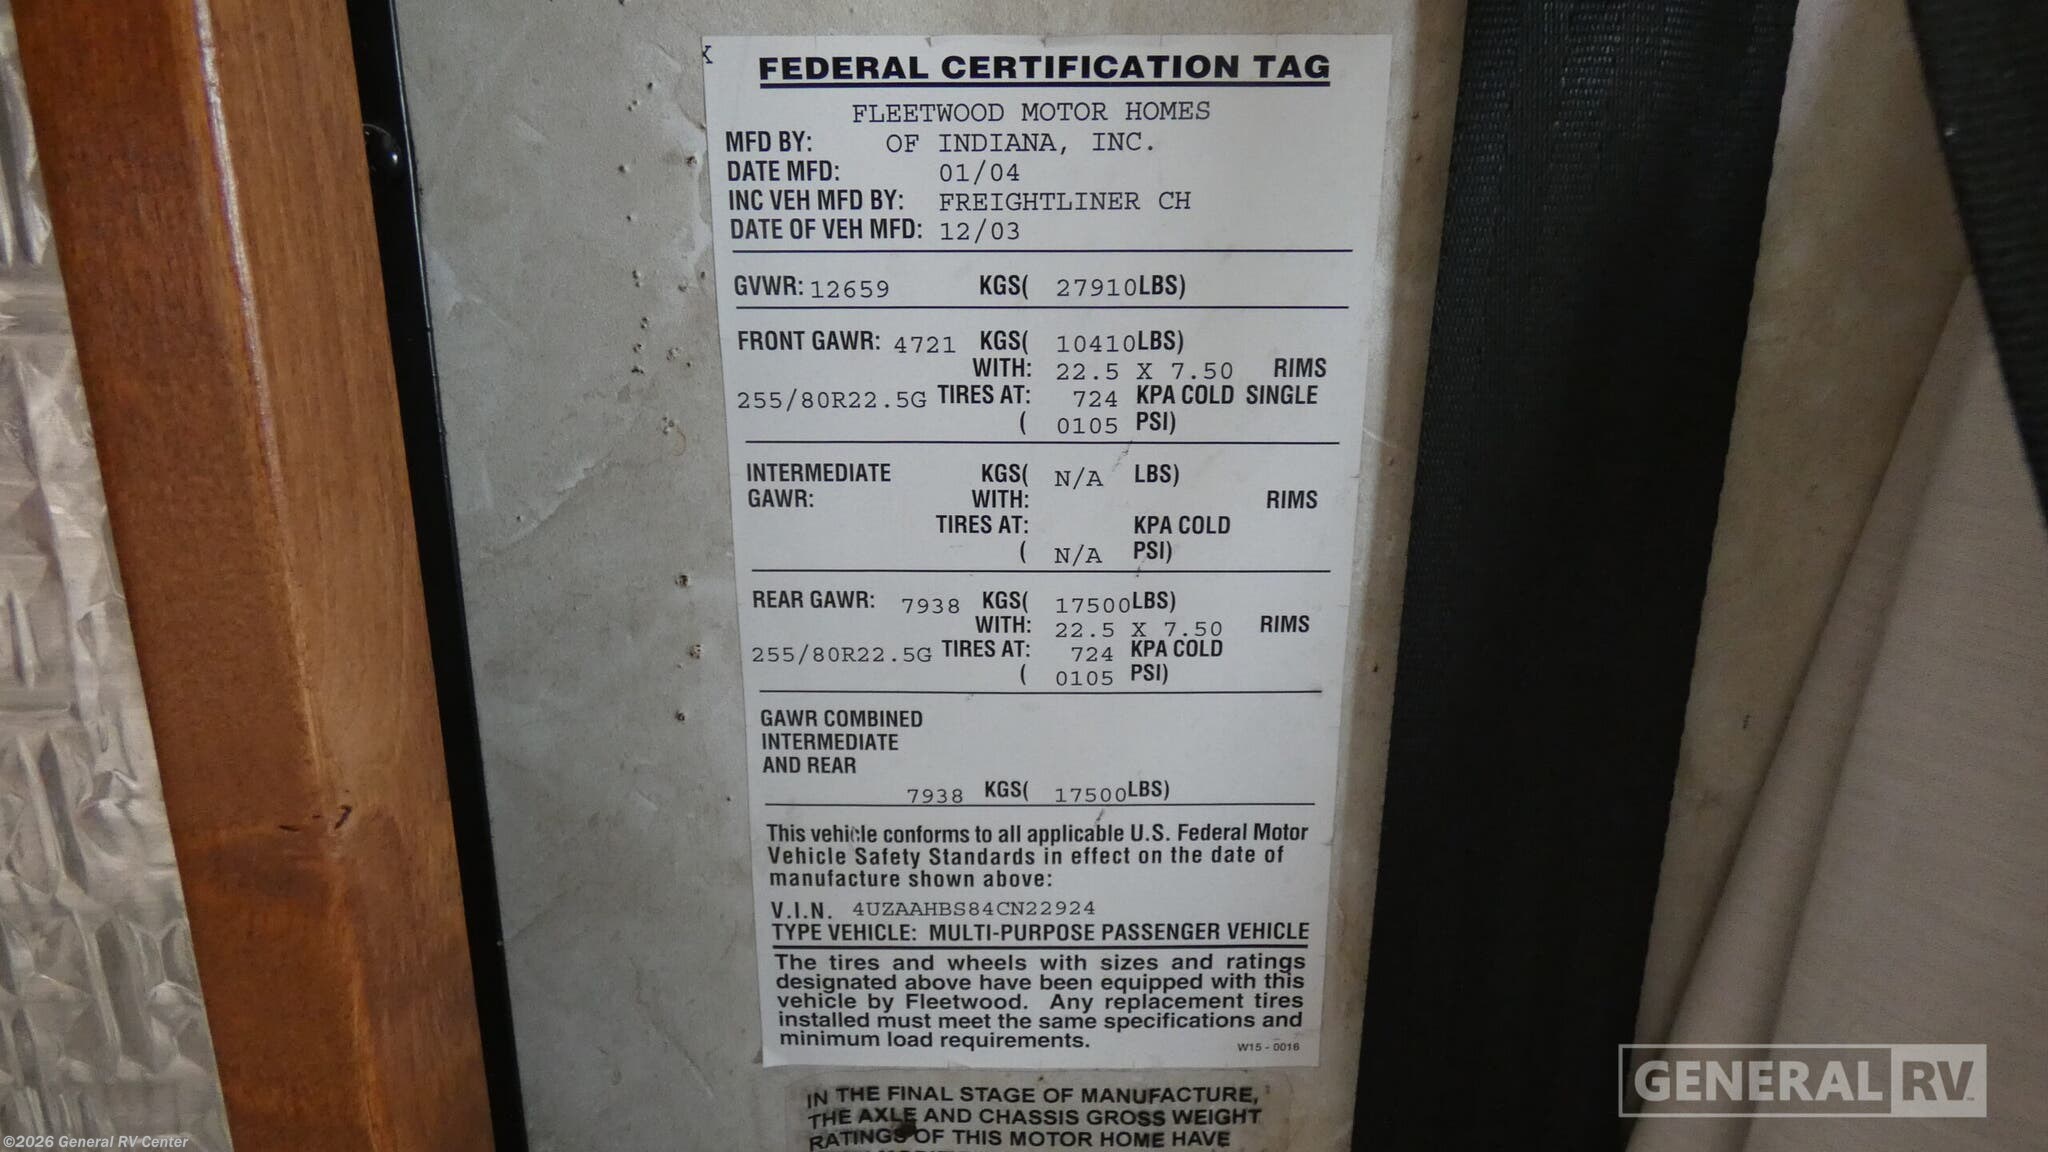 X
FEDERAL CERTIFICATION TAG
FLEETWOOD MOTOR HOMES
MFD BY: OF INDIANA, INC.
DATE MFD: 01/04
INC VEH MFD BY: FREIGHTLINER CH
DATE OF VEH MFD: 12/03
GVWR: 12659 KGS( 27910LBS)
FRONT GAWR: 4721 KGS( 10410LBS)
WITH: 22.5 X 7.50 RIMS
255/80R22.5G TIRES AT: 724 KPA COLD SINGLE
( 0105 PSI)
INTERMEDIATE KGS( N/A LBS)
GAWR: WITH: RIMS
TIRES AT: KPA COLD
( N/A PSI)
REAR GAWR: 7938 KGS( 17500LBS)
WITH: 22.5 X 7.50 RIMS
255/80R22.5G TIRES AT: 724 KPA COLD
( 0105 PSI)
GAWR COMBINED
INTERMEDIATE
AND REAR
7938 KGS( 17500LBS)
This vehicle conforms to all applicable U.S. Federal Motor
Vehicle Safety Standards in effect on the date of
manufacture shown above:
V.I.N. 4UZAAHBS84CN22924
TYPE VEHICLE: MULTI-PURPOSE PASSENGER VEHICLE
The tires and wheels with sizes and ratings
designated above have been equipped with this
vehicle by Fleetwood. Any replacement tires
installed must meet the same specifications and
minimum load requirements.
W15-0016
IN THE FINAL STAGE OF MANUFACTURE,
THE AXLE AND CHASSIS GROSS WEIGHT
RATINGS OF THIS MOTOR HOME HAVE
GENERAL RV
©2026 General RV Center